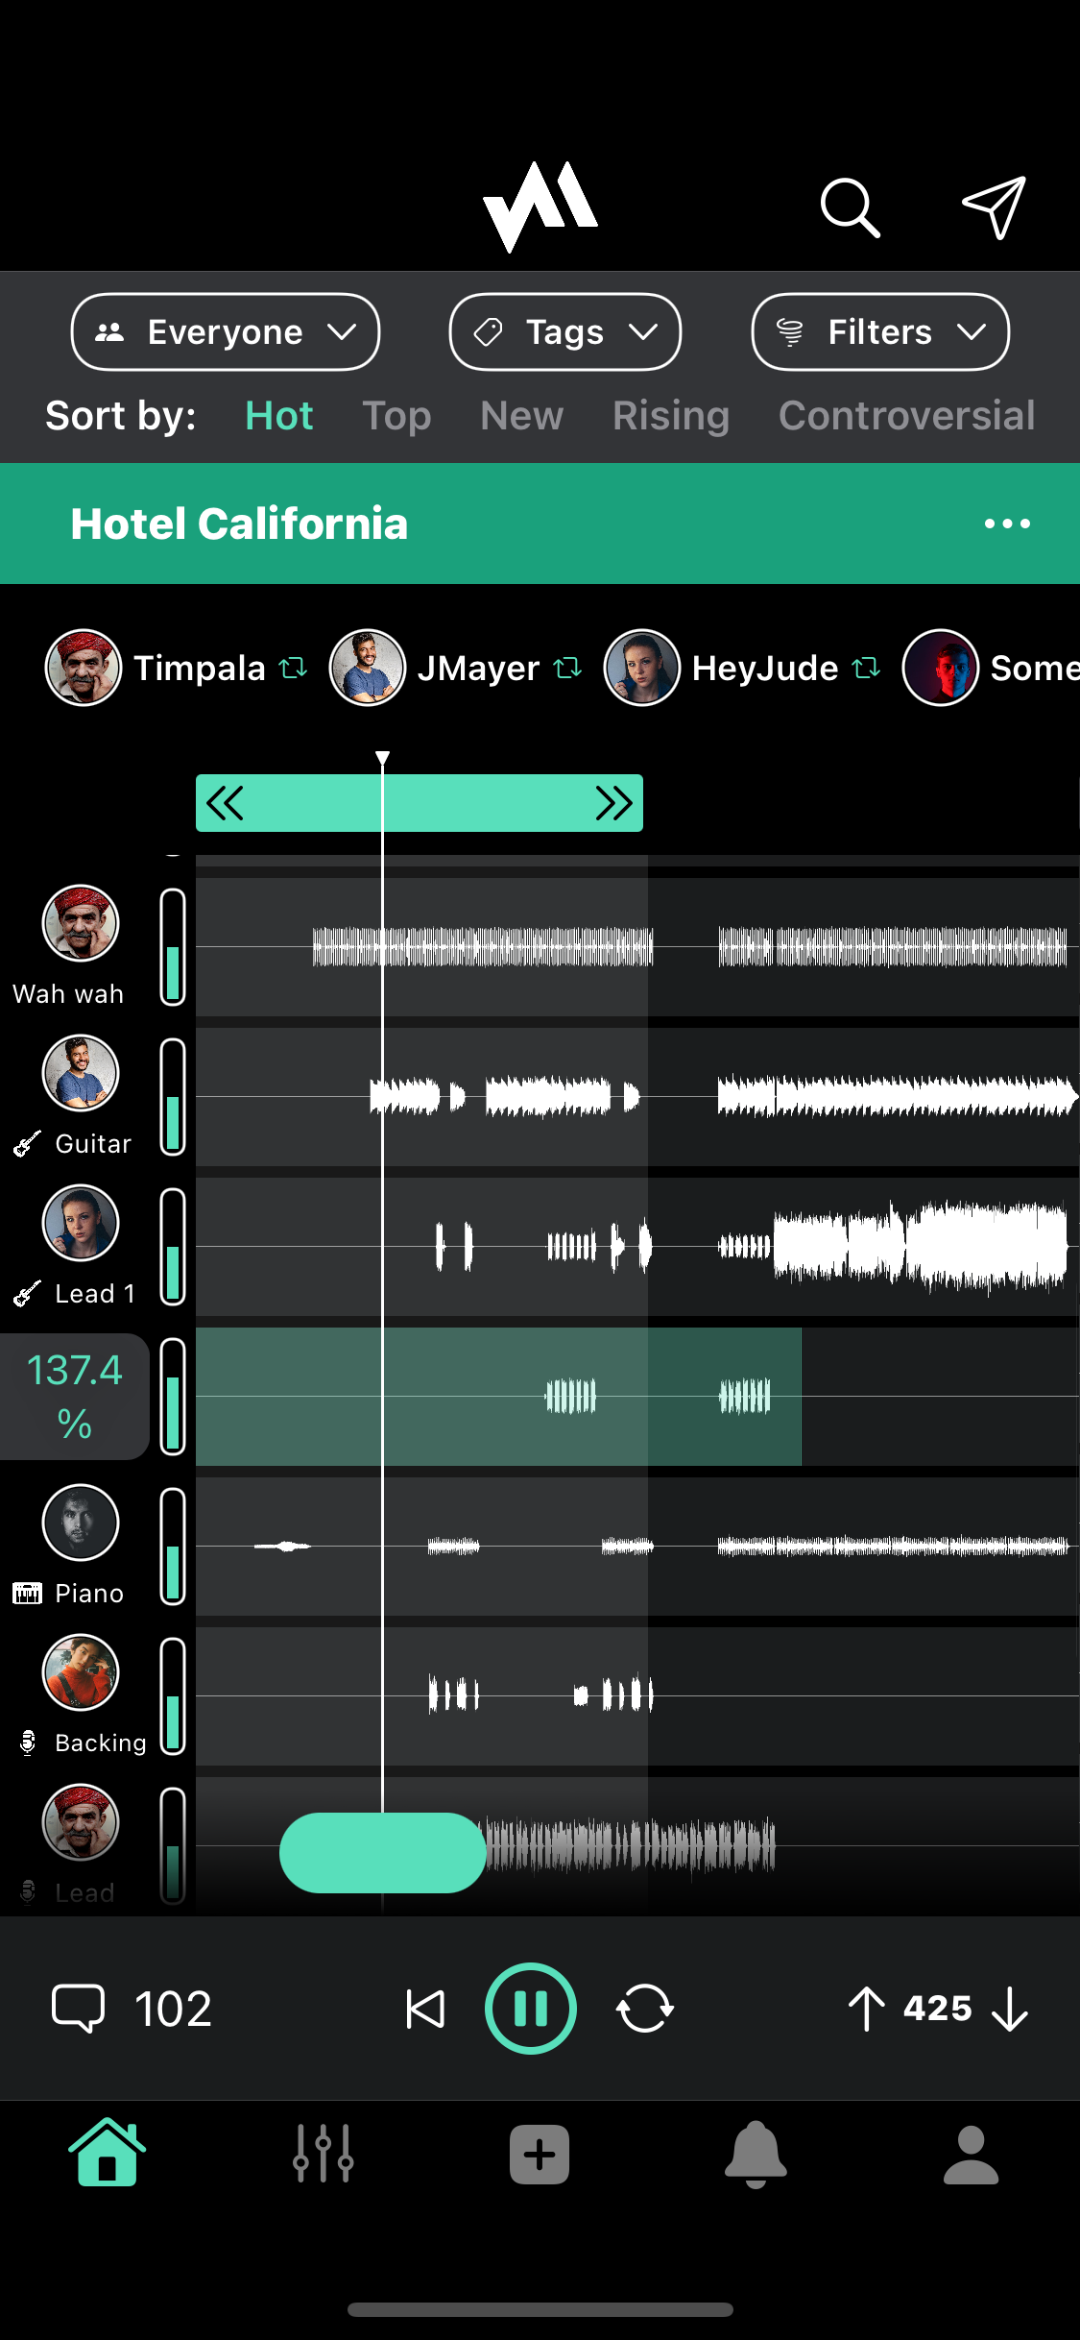 Everyone
Tags
Filters
Sort by: Hot Top New Rising Controversial
Hotel California
Timpala JMayer HeyJude Some
Wah wah
Guitar
Lead 1
137.4
%
Piano
Backing
Lead
102
425